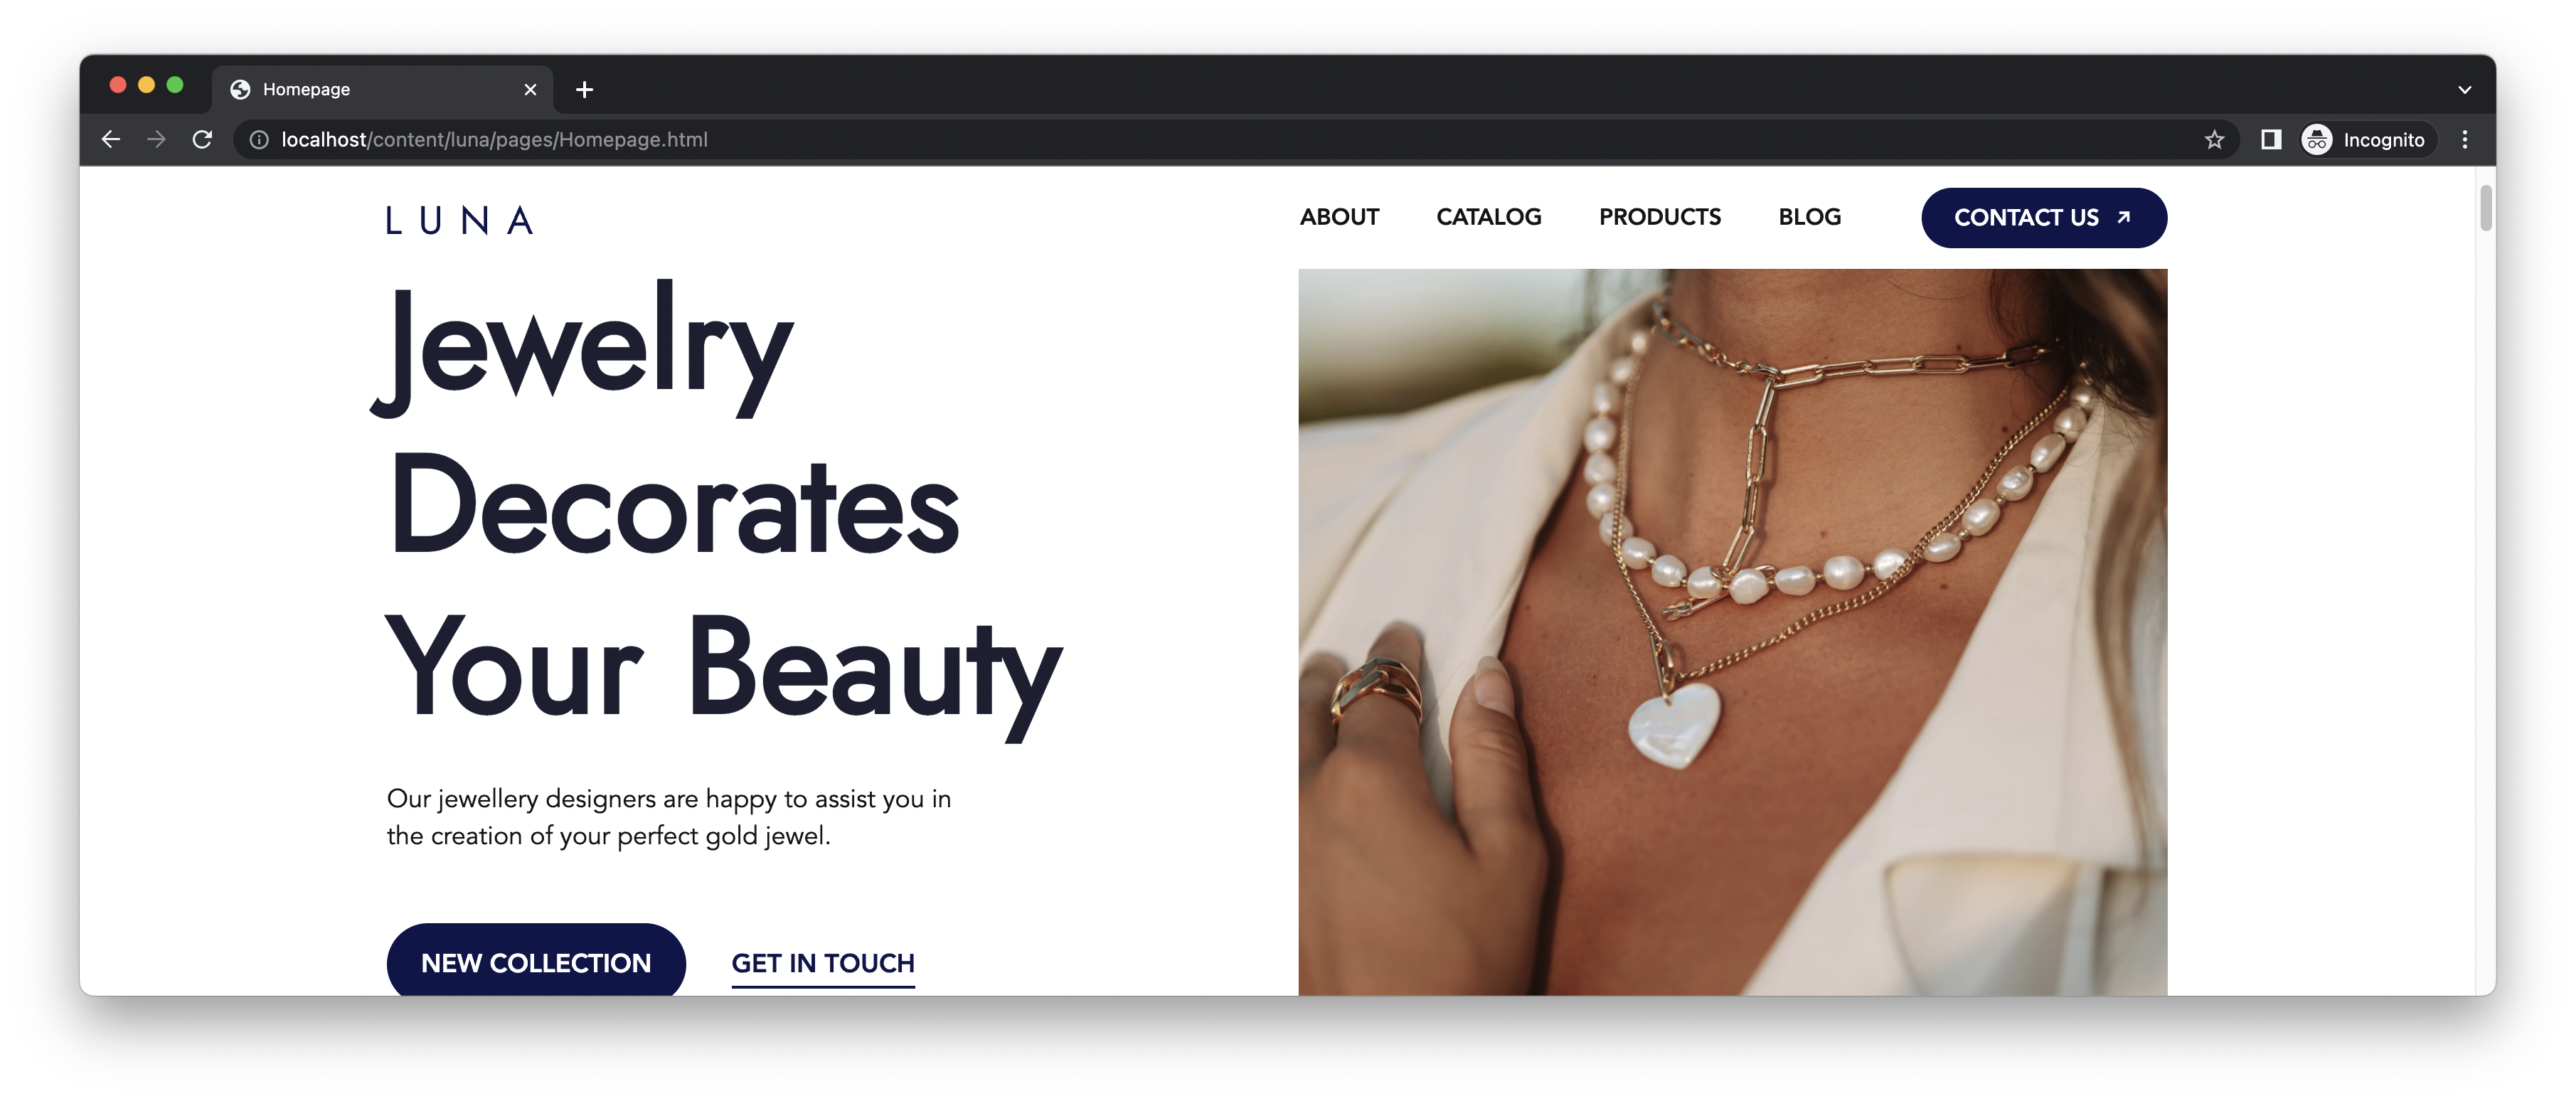 Homepage
localhost/content/luna/pages/Homepage.html
Incognito
LUNA
ABOUT CATALOG PRODUCTS BLOG CONTACT US
Jewelry
Decorates
Your Beauty
Our jewellery designers are happy to assist you in
the creation of your perfect gold jewel.
NEW COLLECTION GET IN TOUCH